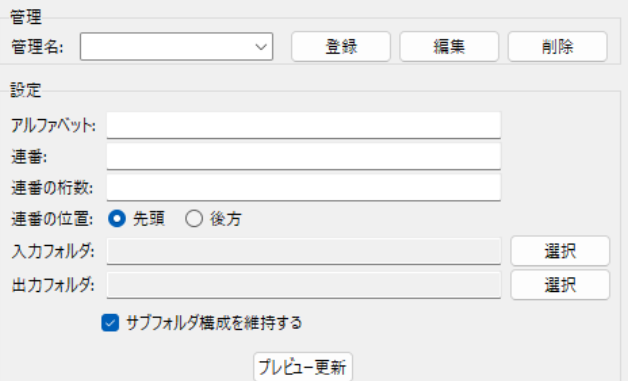 管理
管理名: 登録 編集 削除
設定
アルファベット:
連番:
連番の桁数:
連番の位置: 先頭 後方
入力フォルダ: 選択
出力フォルダ: 選択
サブフォルダ構成を維持する
プレビュー更新